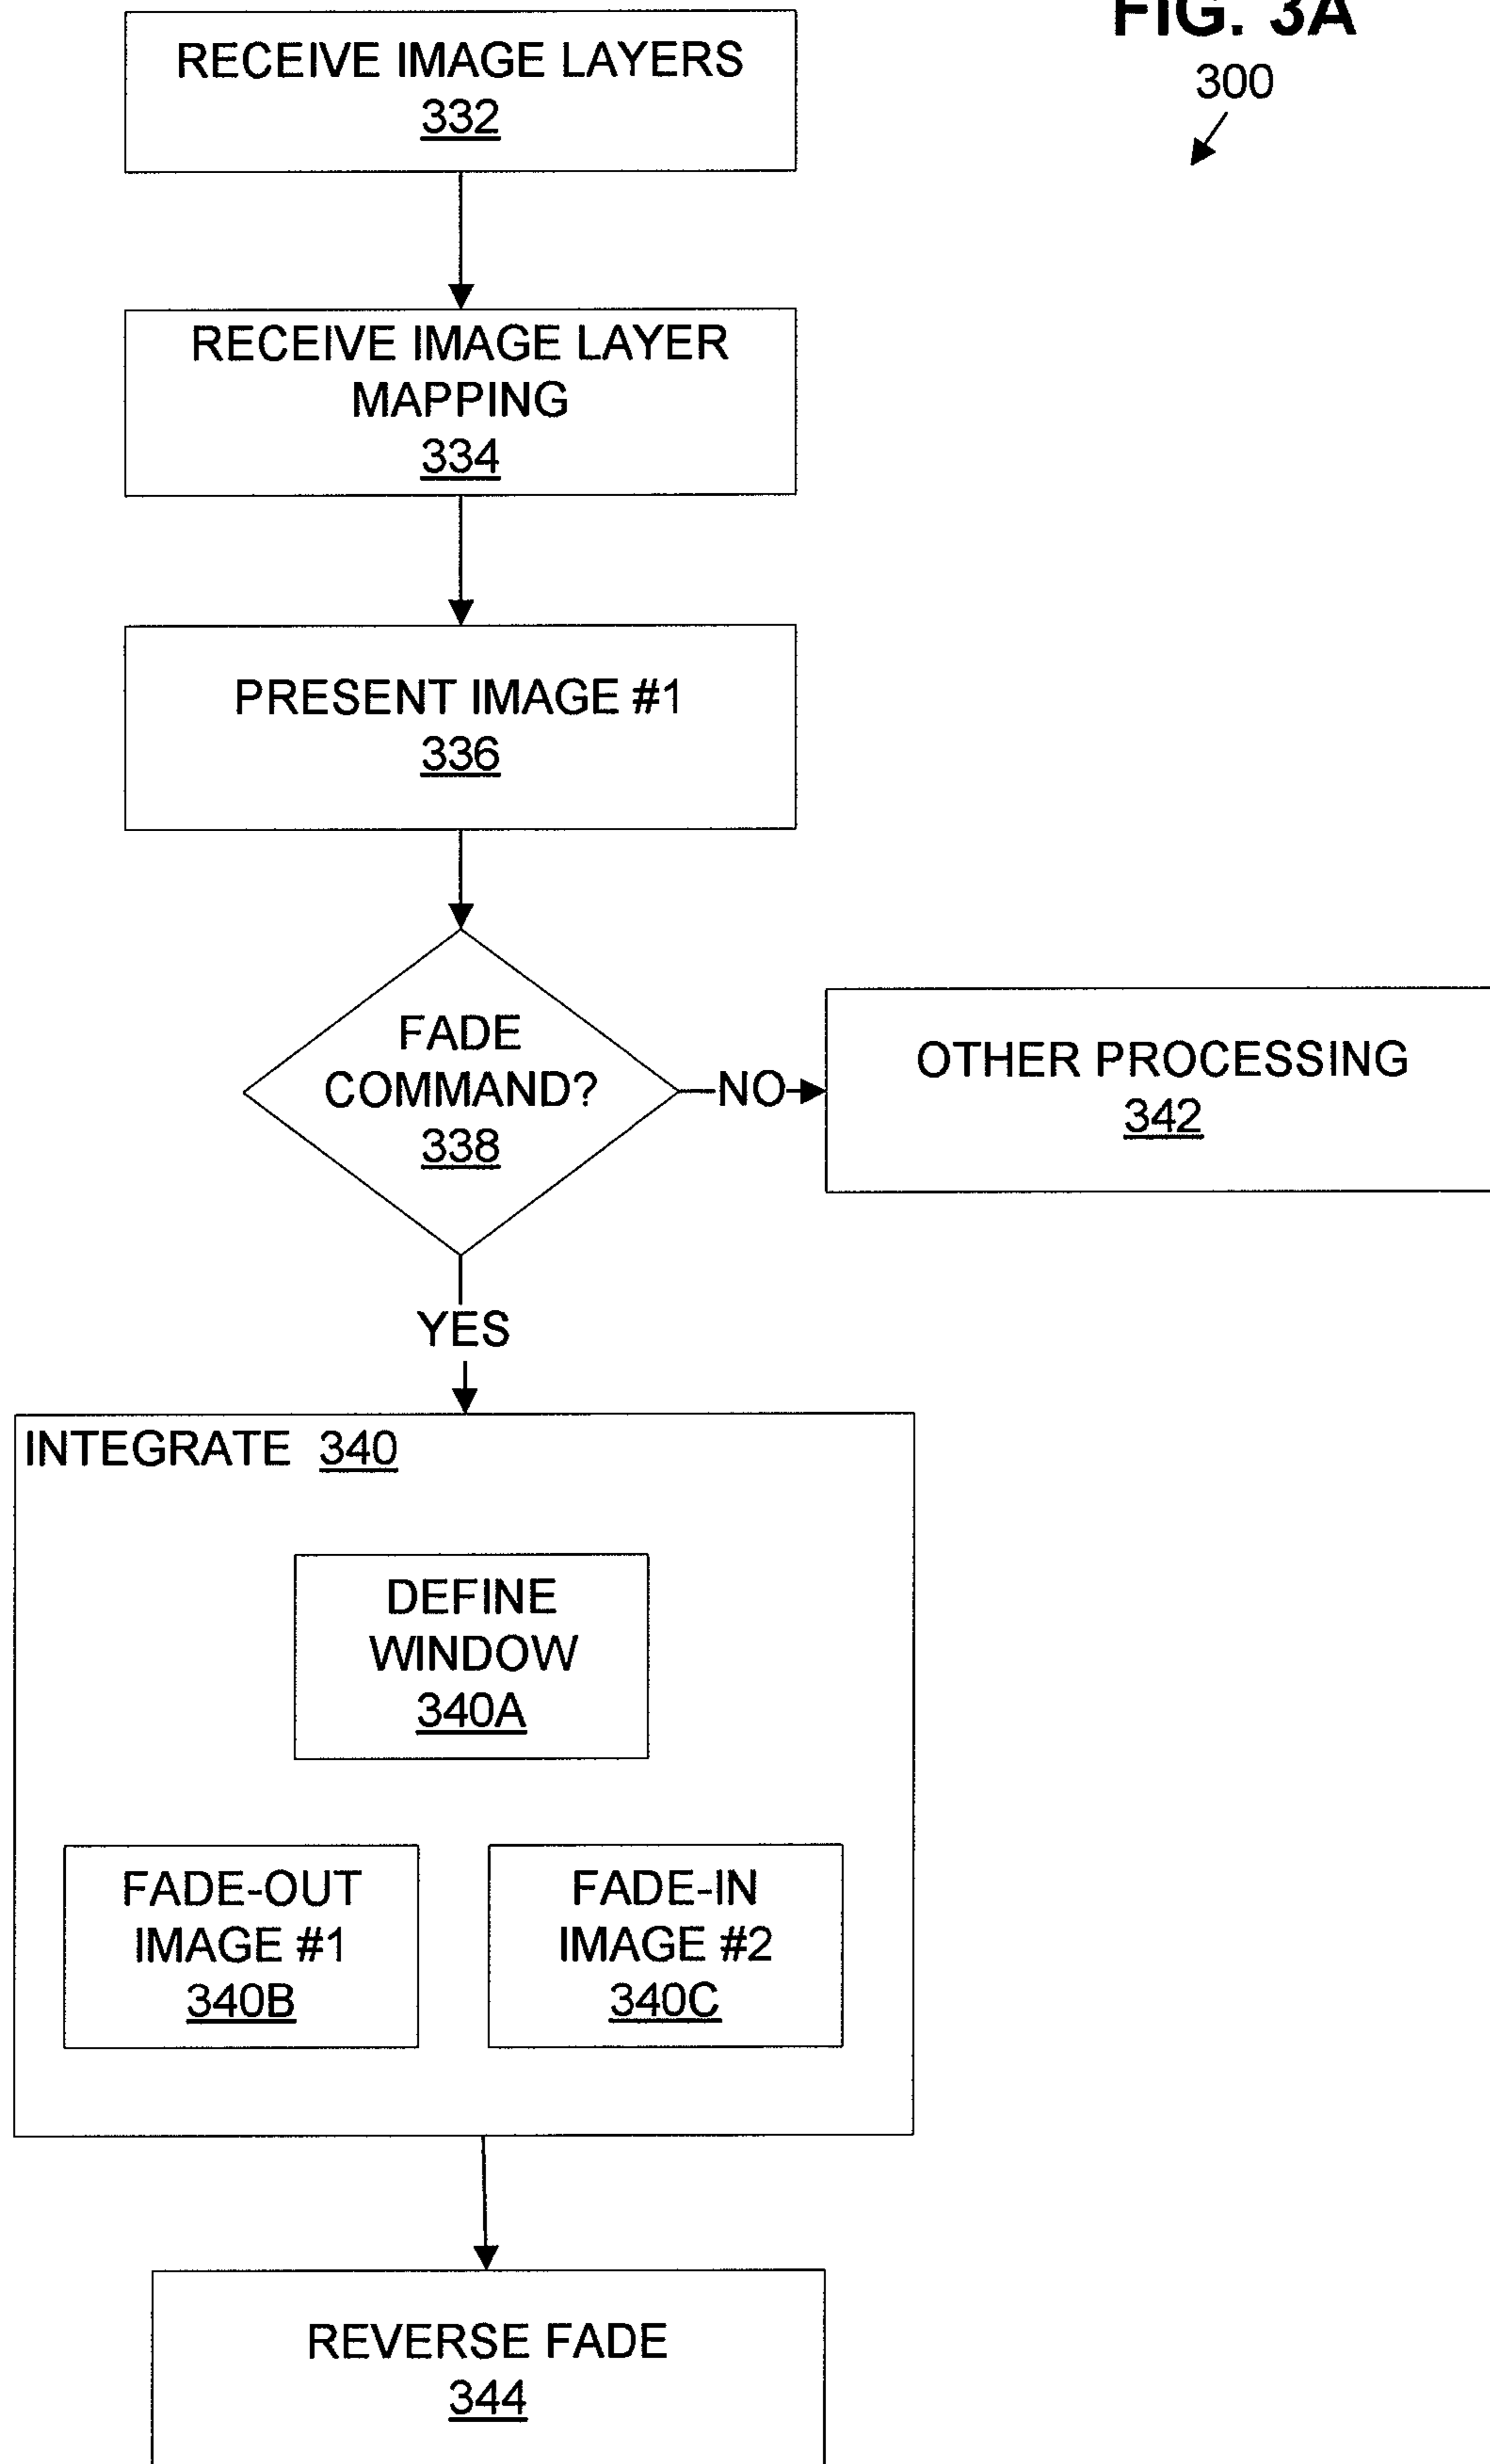 FIG. 3A
300
RECEIVE IMAGE LAYERS
332
RECEIVE IMAGE LAYER
MAPPING
334
PRESENT IMAGE #1
336
FADE
COMMAND?
338
NO
OTHER PROCESSING
342
YES
INTEGRATE 340
DEFINE
WINDOW
340A
FADE-OUT
IMAGE #1
340B
FADE-IN
IMAGE #2
340C
REVERSE FADE
344